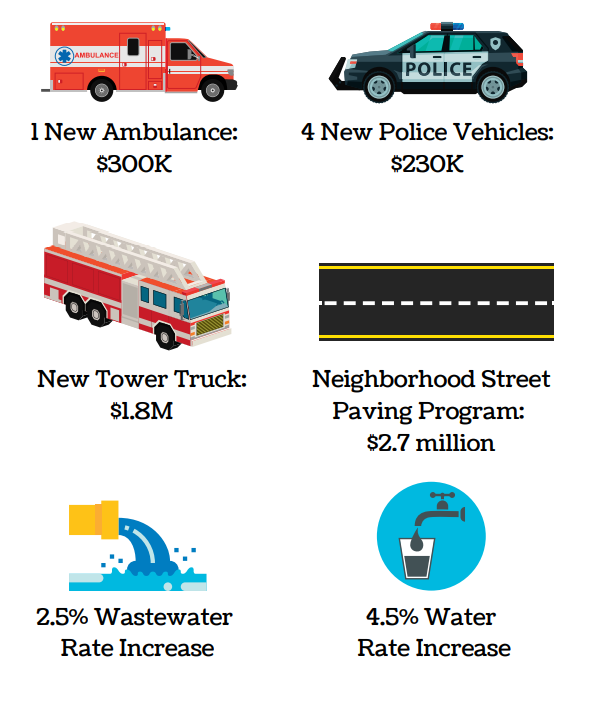 AMBULANCE
POLICE
1 New Ambulance:
$300K
4 New Police Vehicles:
$230K
New Tower Truck:
$1.8M
Neighborhood Street
Paving Program:
$2.7 million
2.5% Wastewater
Rate Increase
4.5% Water
Rate Increase